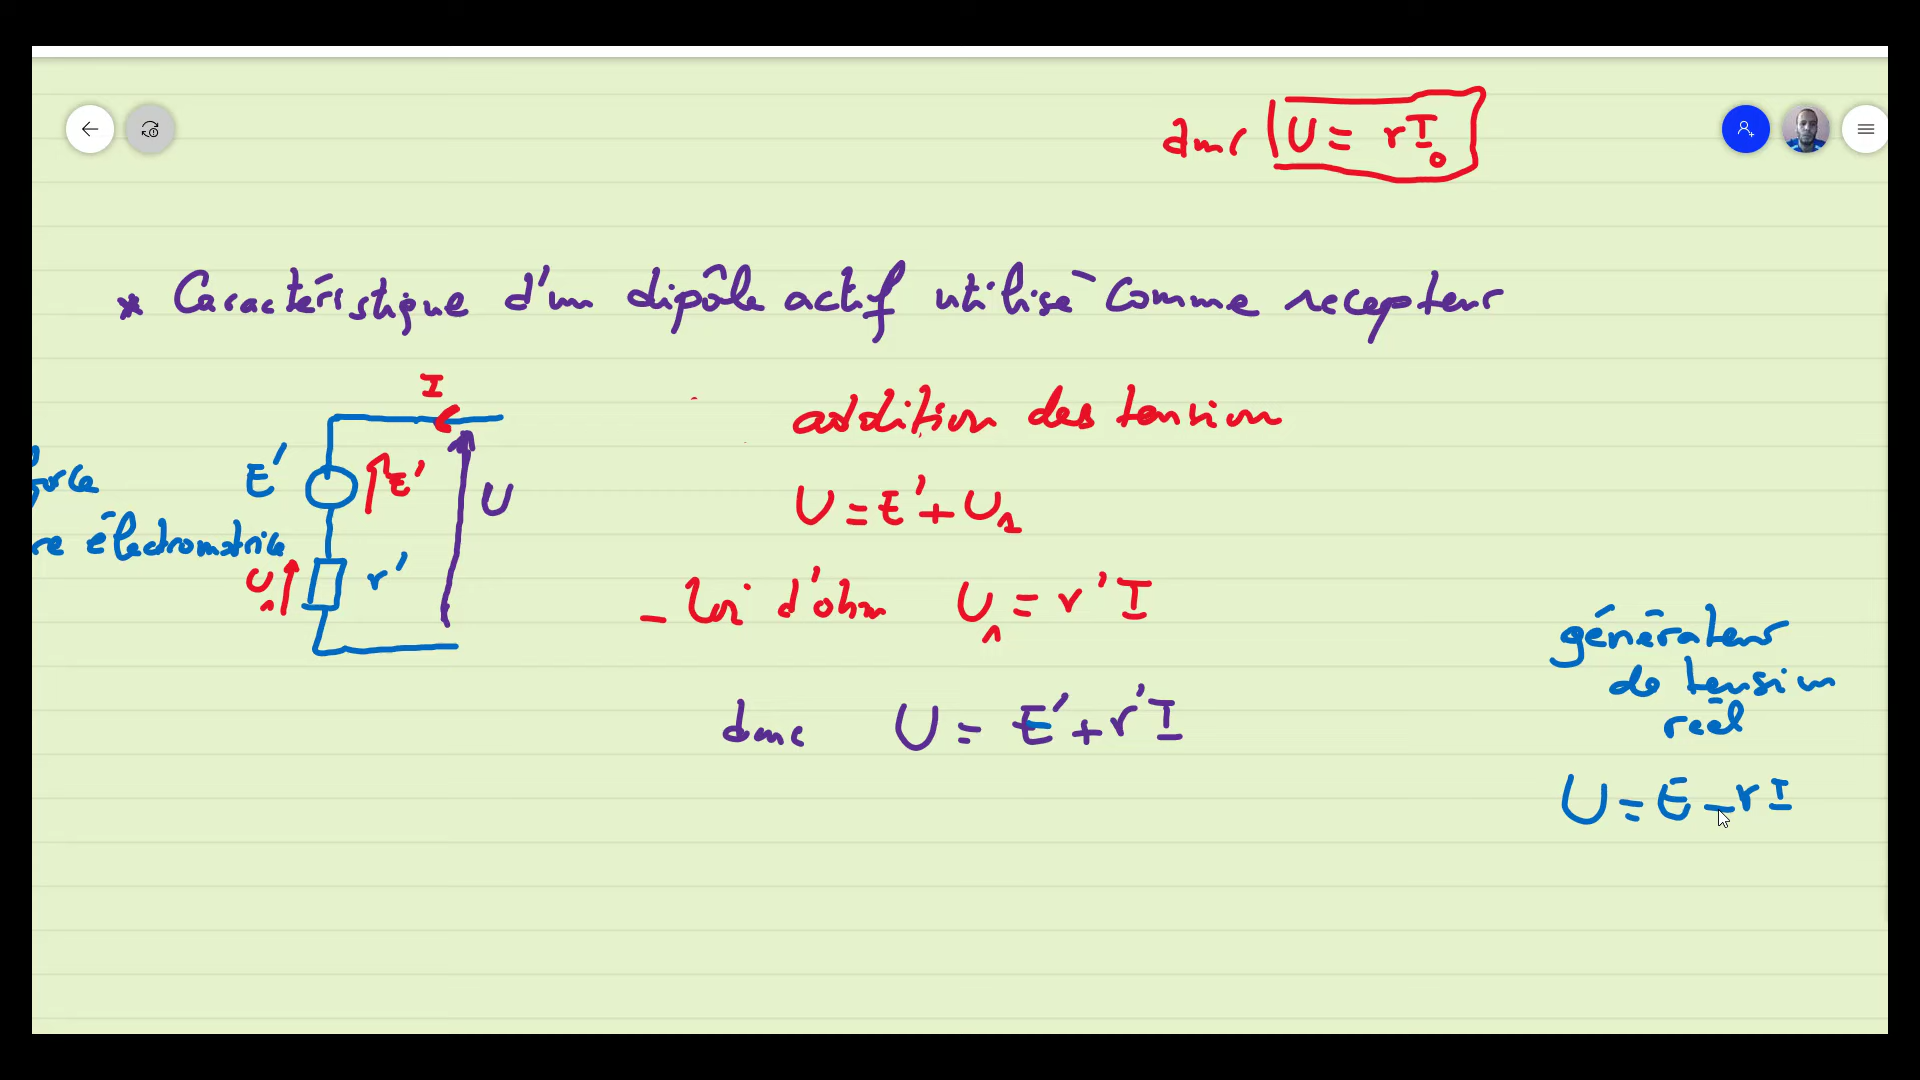 donc U = rI₀
* Caractéristique d'un dipôle actif utilisé comme recepteur
I
addition des tension
E'
E'
U
force
re électromotrice
U = E' + U₁
U₁
r'
- loi d'ohm U₁ = r'I
donc U = E' + r'I
générateur
de tension
réel
U = E - rI